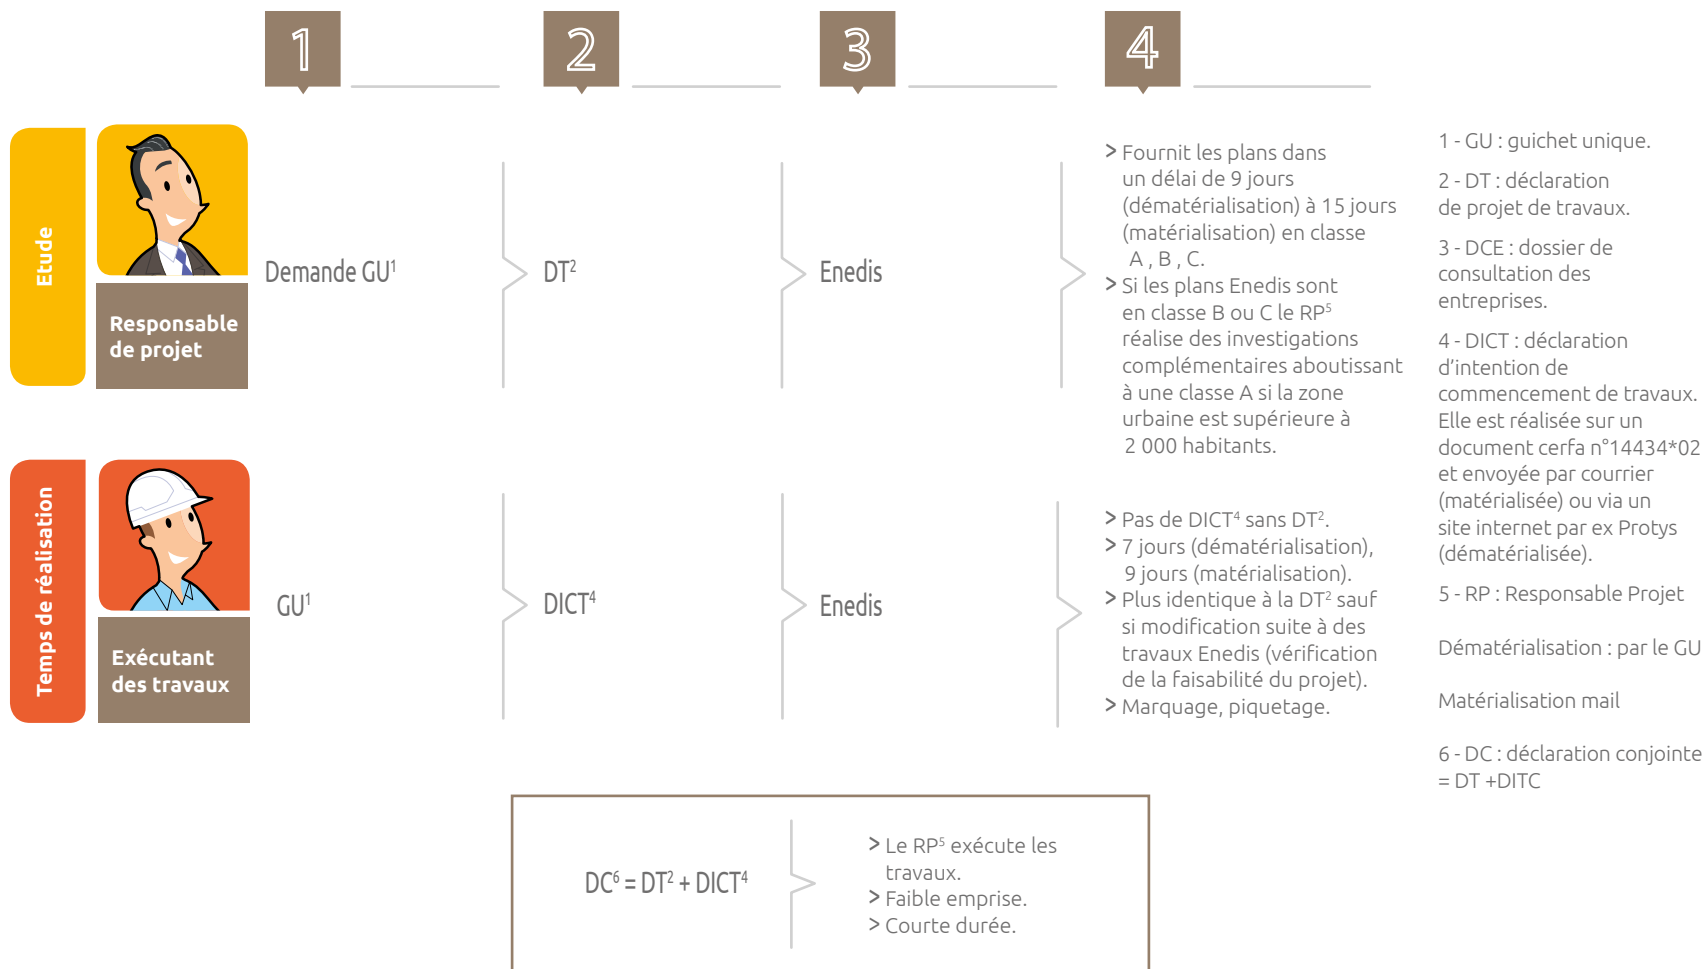 1
2
3
4
Etude
Responsable
de projet
Demande GU¹
DT²
Enedis
> Fournit les plans dans
un délai de 9 jours
(dématérialisation) à 15 jours
(matérialisation) en classe
A , B , C.
> Si les plans Enedis sont
en classe B ou C le RP⁵
réalise des investigations
complémentaires aboutissant
à une classe A si la zone
urbaine est supérieure à
2 000 habitants.
Temps de réalisation
Exécutant
des travaux
GU¹
DICT⁴
Enedis
> Pas de DICT⁴ sans DT².
> 7 jours (dématérialisation),
9 jours (matérialisation).
> Plus identique à la DT² sauf
si modification suite à des
travaux Enedis (vérification
de la faisabilité du projet).
> Marquage, piquetage.
1 - GU : guichet unique.
2 - DT : déclaration
de projet de travaux.
3 - DCE : dossier de
consultation des
entreprises.
4 - DICT : déclaration
d’intention de
commencement de travaux.
Elle est réalisée sur un
document cerfa n°14434*02
et envoyée par courrier
(matérialisée) ou via un
site internet par ex Protys
(dématérialisée).
5 - RP : Responsable Projet
Dématérialisation : par le GU
Matérialisation mail
6 - DC : déclaration conjointe
= DT +DITC
DC⁶ = DT² + DICT⁴
> Le RP⁵ exécute les
travaux.
> Faible emprise.
> Courte durée.